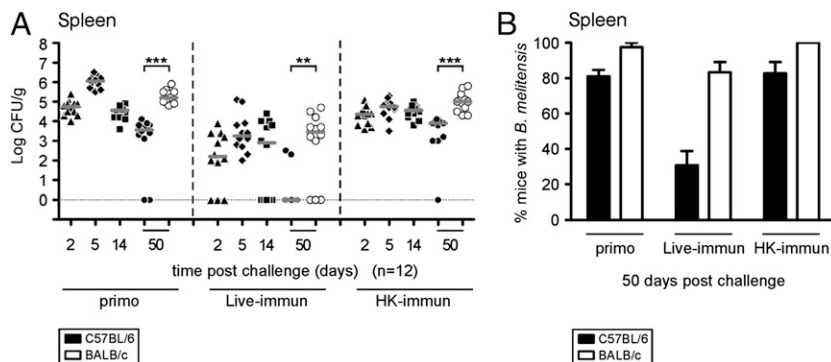 A Spleen
Log CFU/g
8
7
6
5
4
3
2
1
0
*** ** ***
2 5 14 50 2 5 14 50 2 5 14 50
time post challenge (days) (n=12)
primo Live-immun HK-immun
C57BL/6
BALB/c
B Spleen
% mice with B. melitensis
100
80
60
40
20
0
primo Live-immun HK-immun
50 days post challenge
C57BL/6
BALB/c